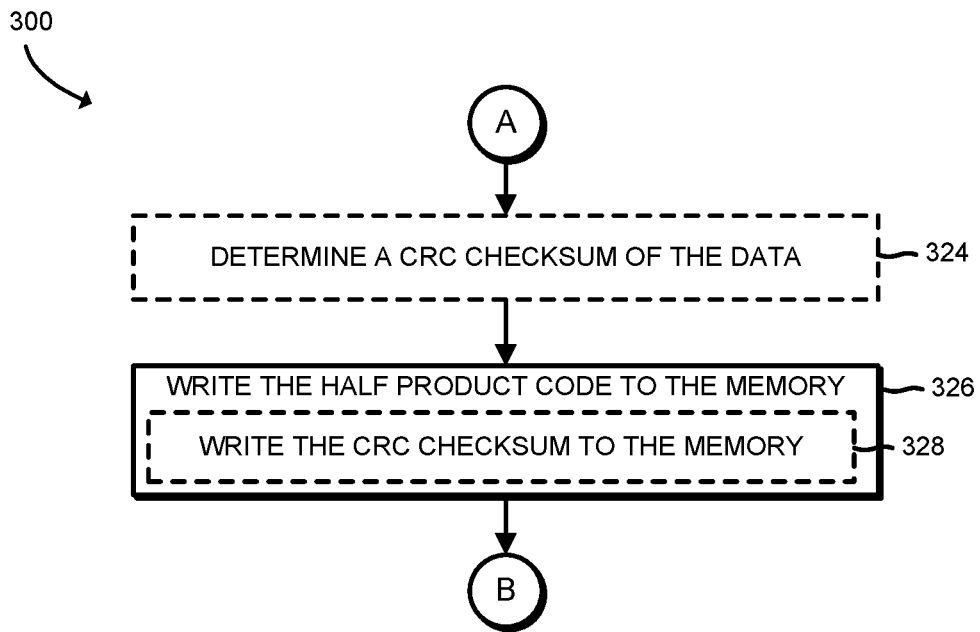 300
A
DETERMINE A CRC CHECKSUM OF THE DATA
324
WRITE THE HALF PRODUCT CODE TO THE MEMORY
326
WRITE THE CRC CHECKSUM TO THE MEMORY
328
B